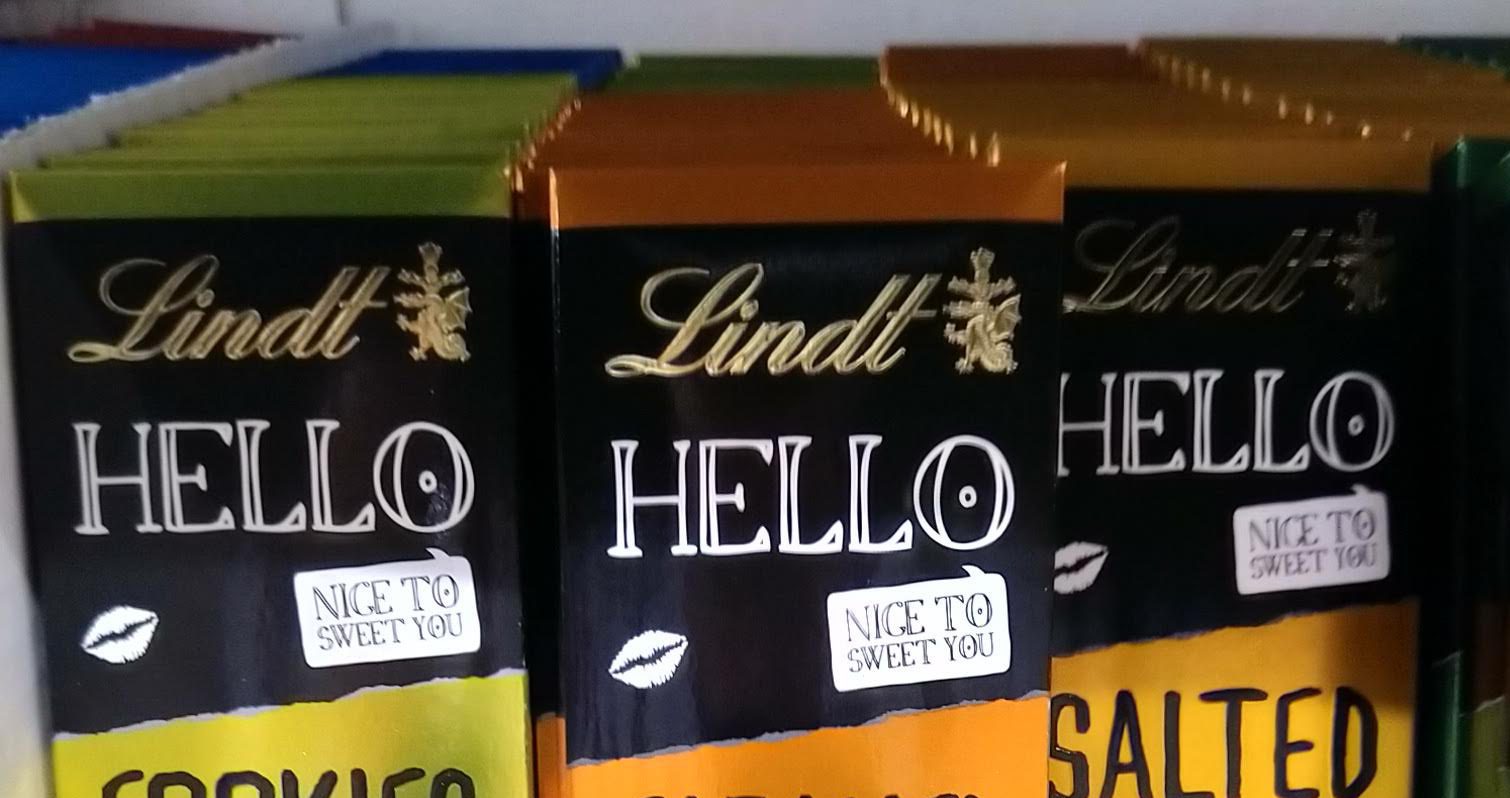 Lindt
HELLO
NICE TO
SWEET YOU
COOKIES
Lindt
HELLO
NICE TO
SWEET YOU
Lindt
HELLO
NICE TO
SWEET YOU
SALTED